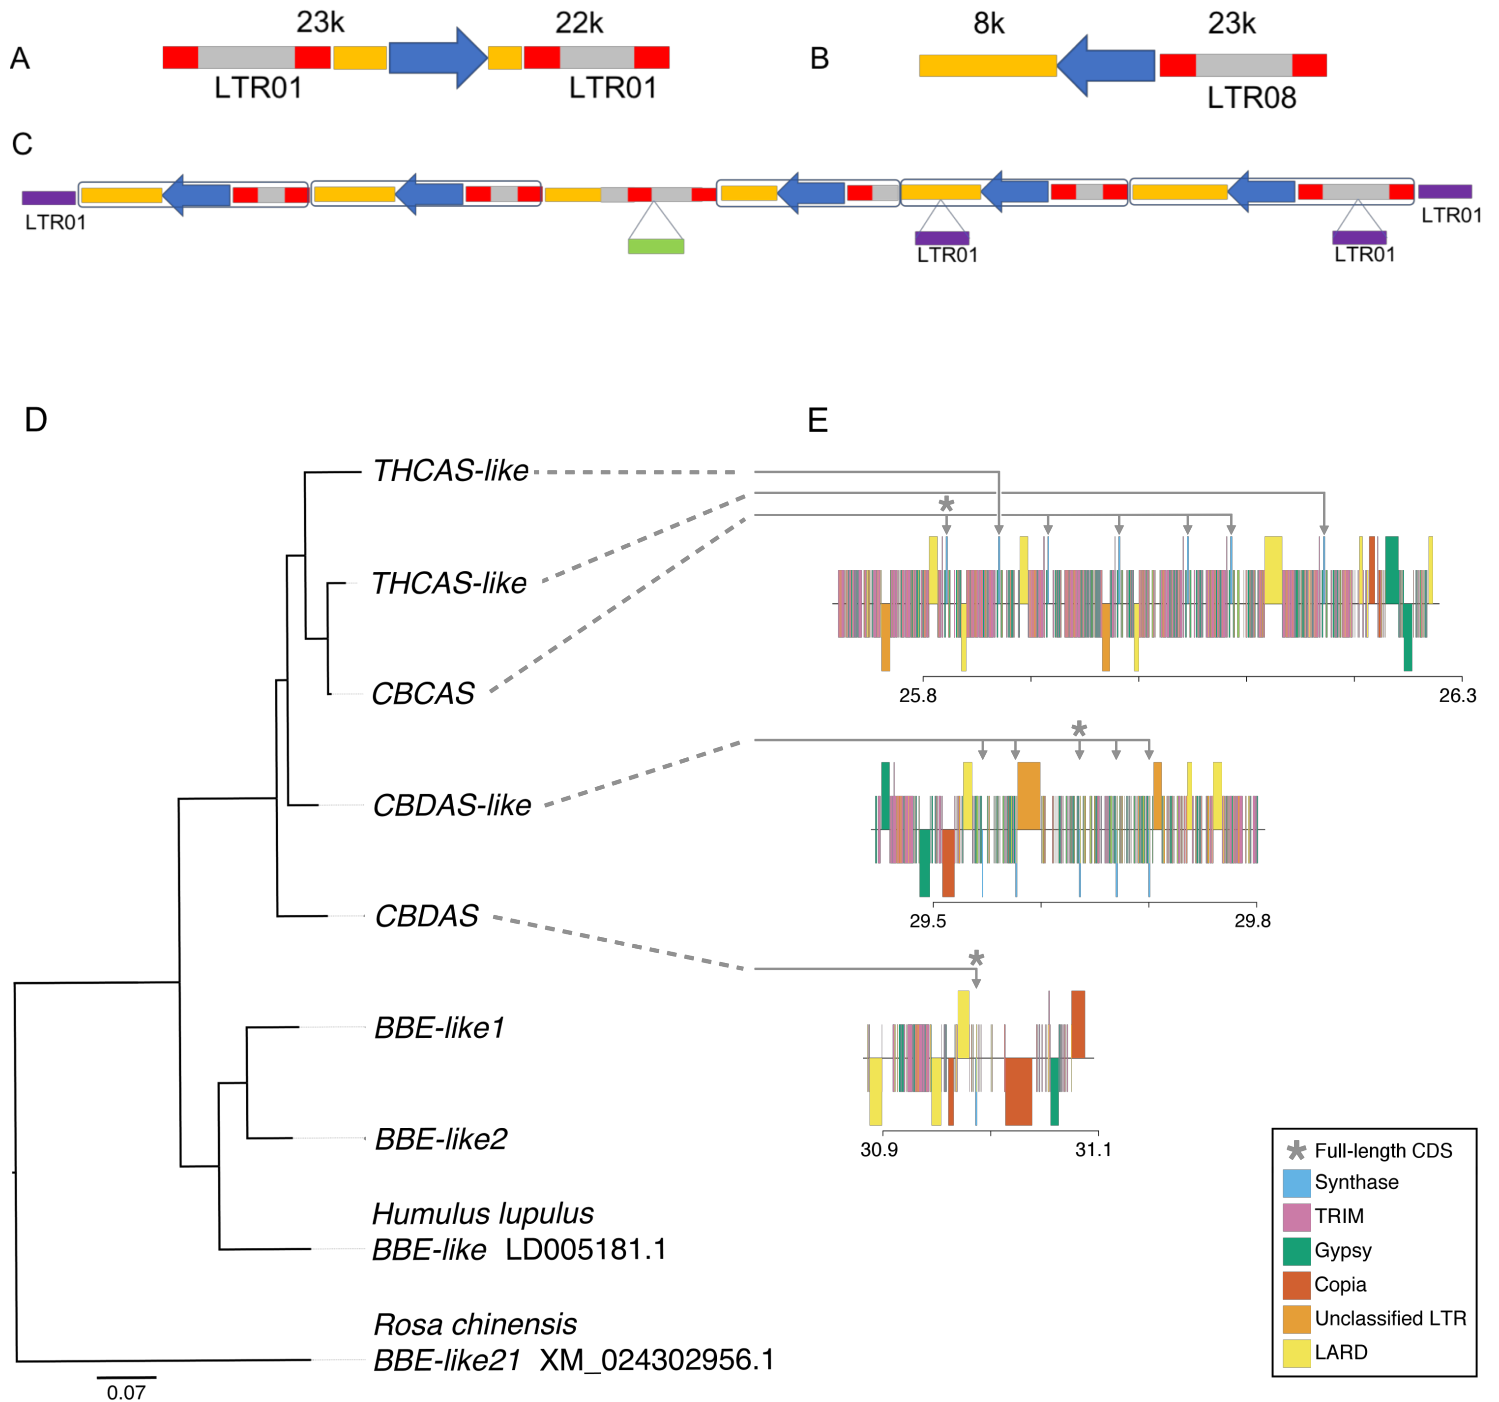 A
23k
22k
LTR01
LTR01
B
8k
23k
LTR08
C
LTR01
LTR01
LTR01
LTR01
D
E
THCAS-like
THCAS-like
CBCAS
CBDAS-like
CBDAS
BBE-like1
BBE-like2
Humulus lupulus
BBE-like LD005181.1
Rosa chinensis
BBE-like21 XM_024302956.1
0.07
*
25.8
26.3
*
29.5
29.8
*
30.9
31.1
* Full-length CDS
Synthase
TRIM
Gypsy
Copia
Unclassified LTR
LARD